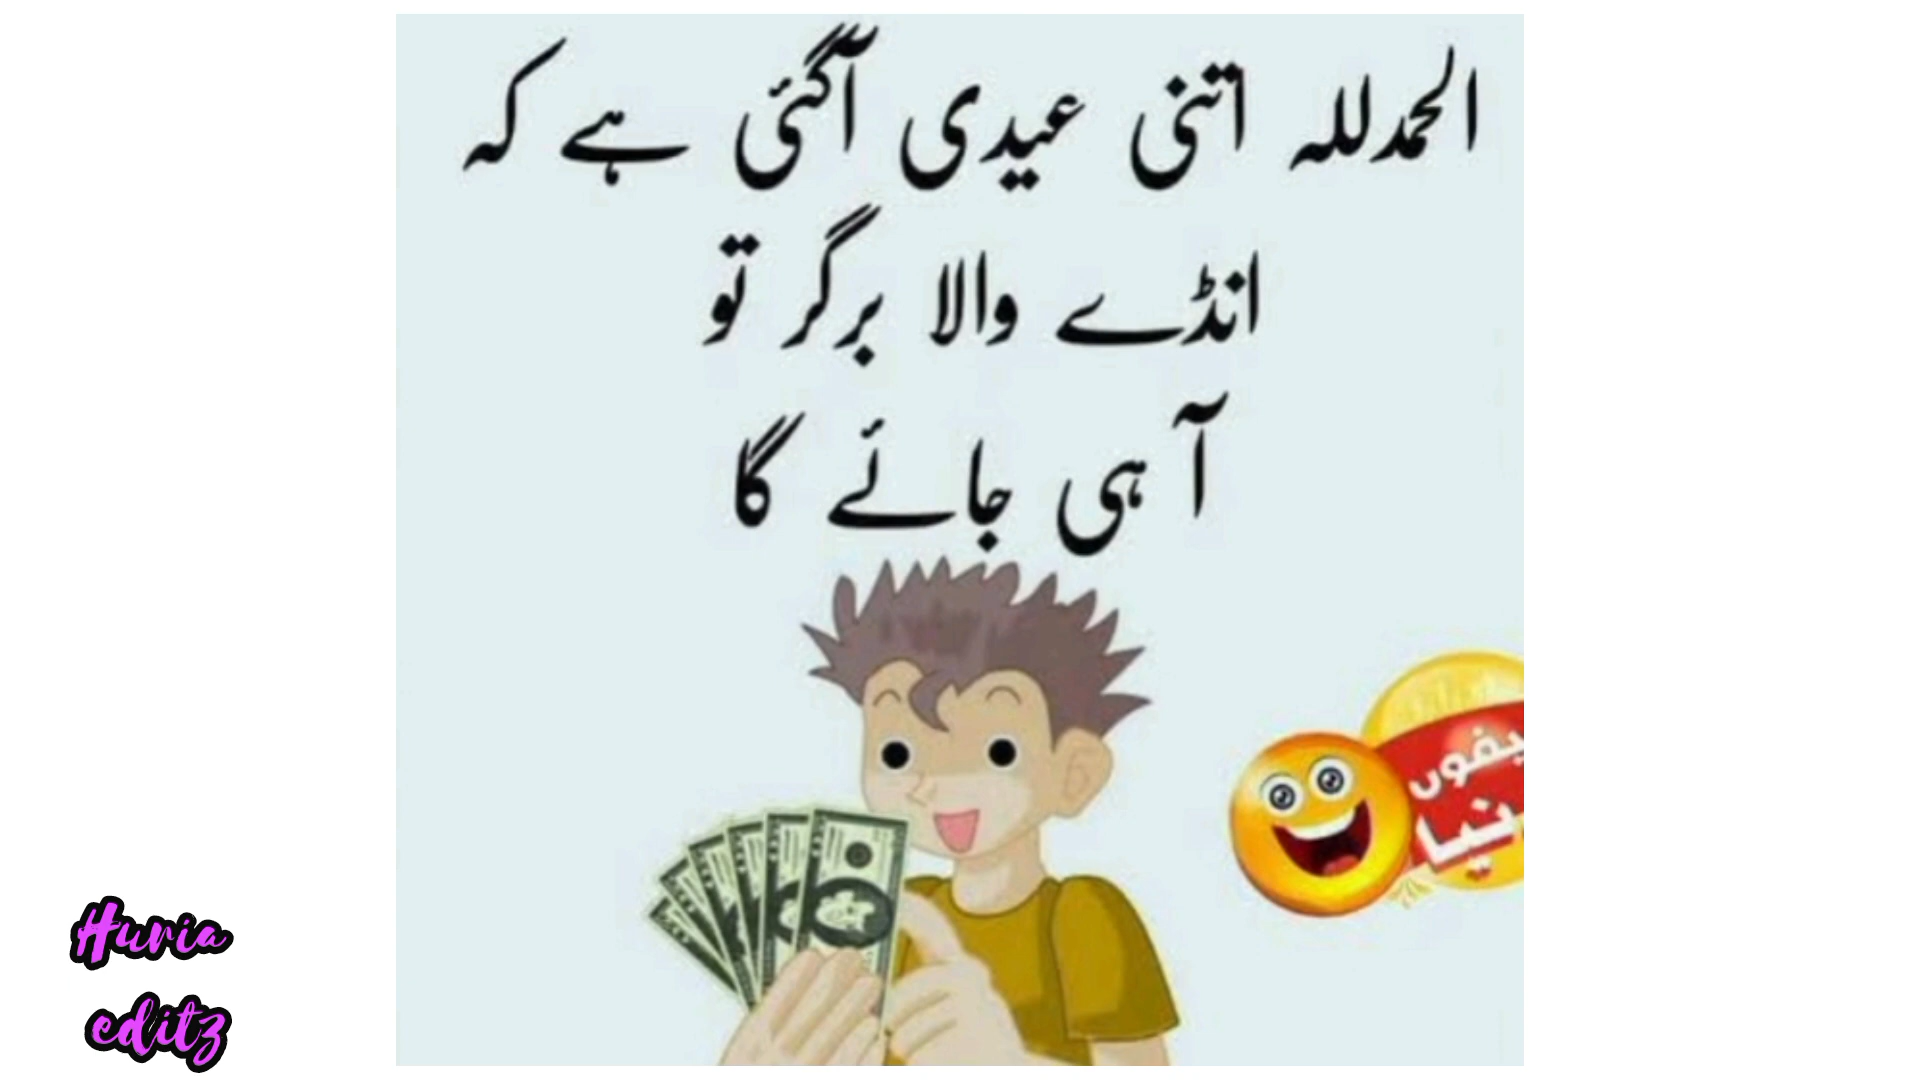 الحمدللہ اتنی عیدی آگئی ہے کہ
انڈے والا برگر تو
آ ہی جائے گا
Huria
editz